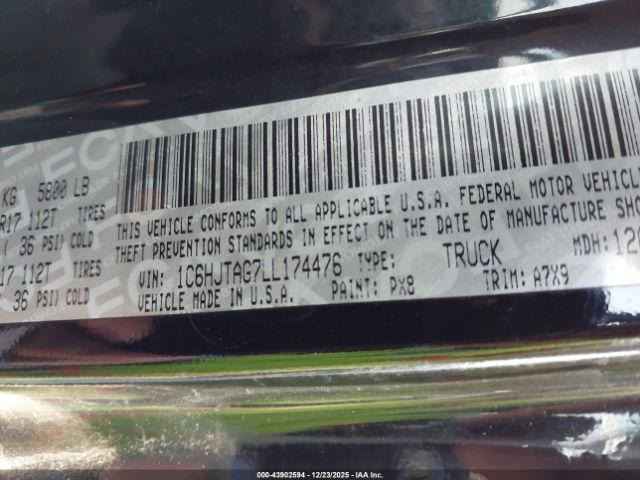 KG 5800 LB
R17 112T TIRES
( 36 PSI) COLD
17 112T TIRES
36 PSI) COLD
THIS VEHICLE CONFORMS TO ALL APPLICABLE U.S.A. FEDERAL MOTOR VEHICLE
THEFT PREVENTION STANDARDS IN EFFECT ON THE DATE OF MANUFACTURE SHO
VIN: 1C6HJTAG7LL174476 TYPE: TRUCK MDH: 120
VEHICLE MADE IN U.S.A. PAINT: PX8 TRIM: A7X9
000-43902594 | 12/23/2025 - IAA, Inc.